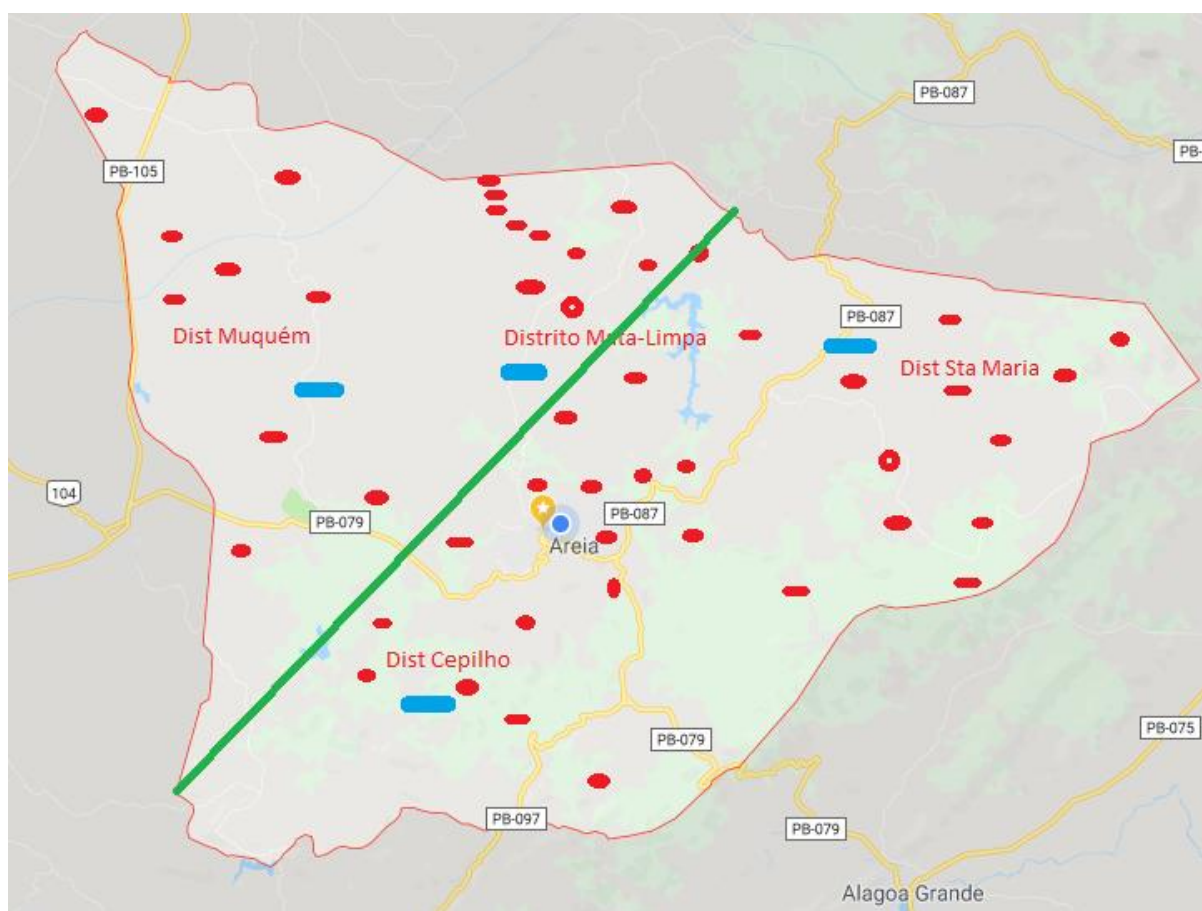 PB-087
PB-
PB-105
PB-087
Dist Muquém
Distrito Mata-Limpa
Dist Sta Maria
104
PB-079
PB-087
Areia
Dist Cepilho
PB-079
PB-075
PB-097
PB-079
Alagoa Grande